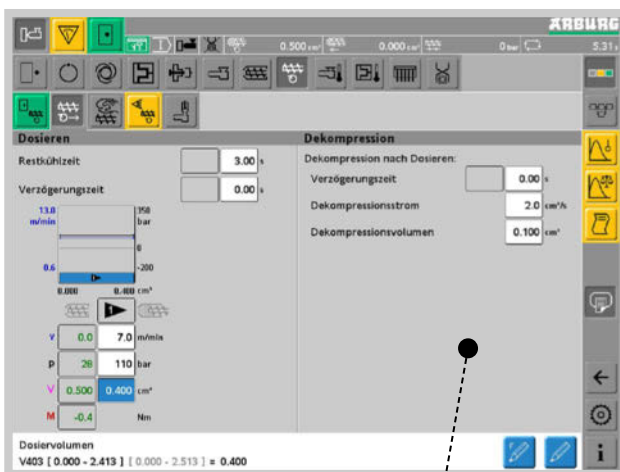 ARBURG
0.500 cm³ 0.000 cm³ 0 bar 5.31 s
Dosieren
Restkühlzeit 3.00 s
Verzögerungszeit 0.00 s
13.8 350
m/min bar
0
0.6 -200
0.000 0.400 cm³
1
v 0.0 7.0 m/min
p 28 110 bar
V 0.500 0.400 cm³
M -0.4 Nm
Dekompression
Dekompression nach Dosieren:
Verzögerungszeit 0.00 s
Dekompressionsstrom 2.0 cm³/s
Dekompressionsvolumen 0.100 cm³
Dosiervolumen
V403 [ 0.000 - 2.413 ] [ 0.000 - 2.513 ] = 0.400
i